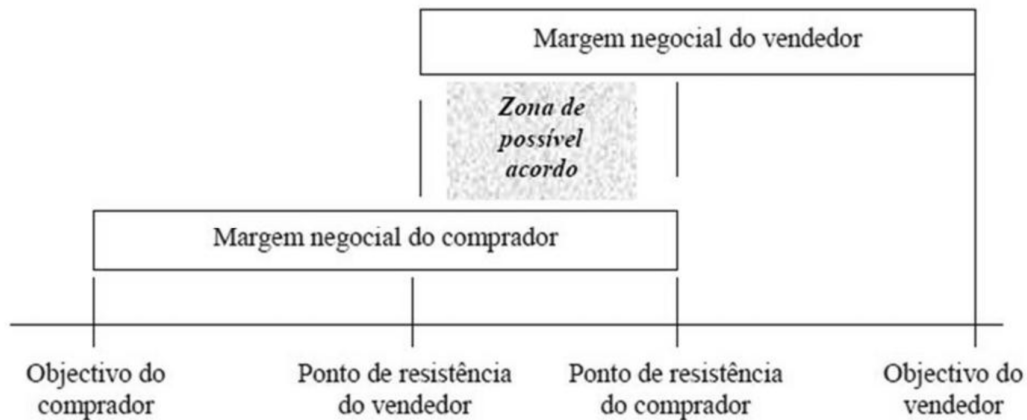 Margem negocial do vendedor
Zona de
possível
acordo
Margem negocial do comprador
Objectivo do
comprador
Ponto de resistência
do vendedor
Ponto de resistência
do comprador
Objectivo do
vendedor